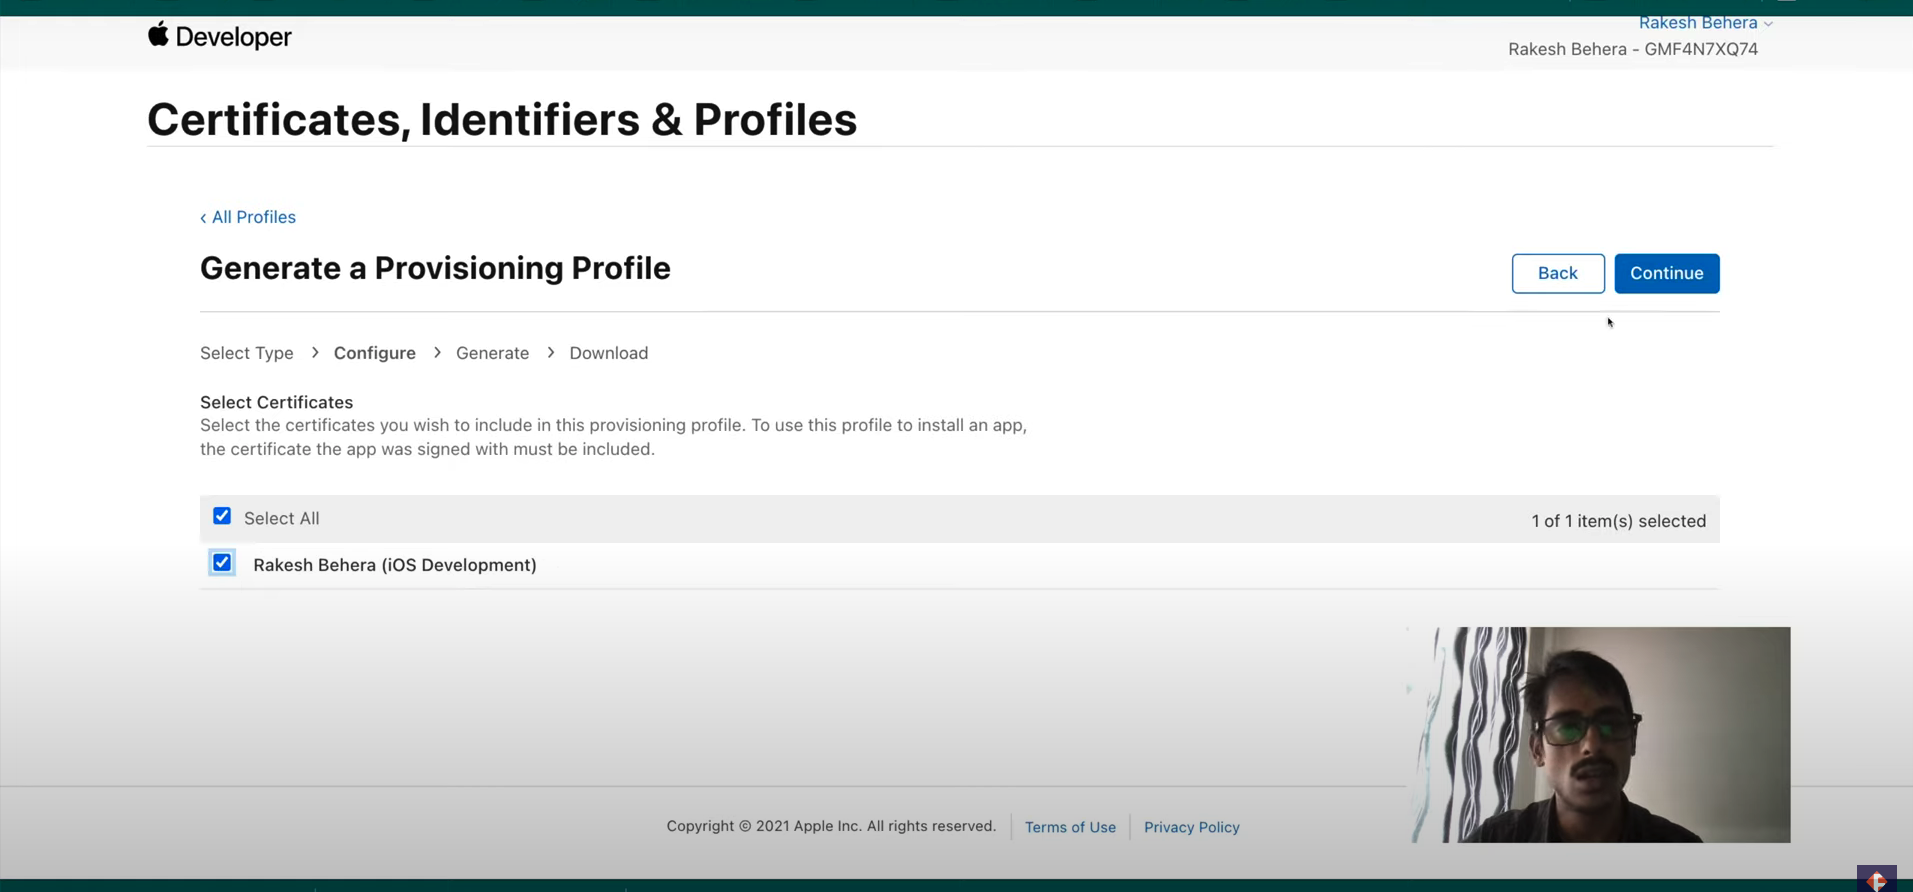 Developer
Rakesh Behera
Rakesh Behera - GMF4N7XQ74
Certificates, Identifiers & Profiles
‹ All Profiles
Generate a Provisioning Profile
Back
Continue
Select Type > Configure > Generate > Download
Select Certificates
Select the certificates you wish to include in this provisioning profile. To use this profile to install an app,
the certificate the app was signed with must be included.
Select All
1 of 1 item(s) selected
Rakesh Behera (iOS Development)
Copyright © 2021 Apple Inc. All rights reserved.
Terms of Use
Privacy Policy